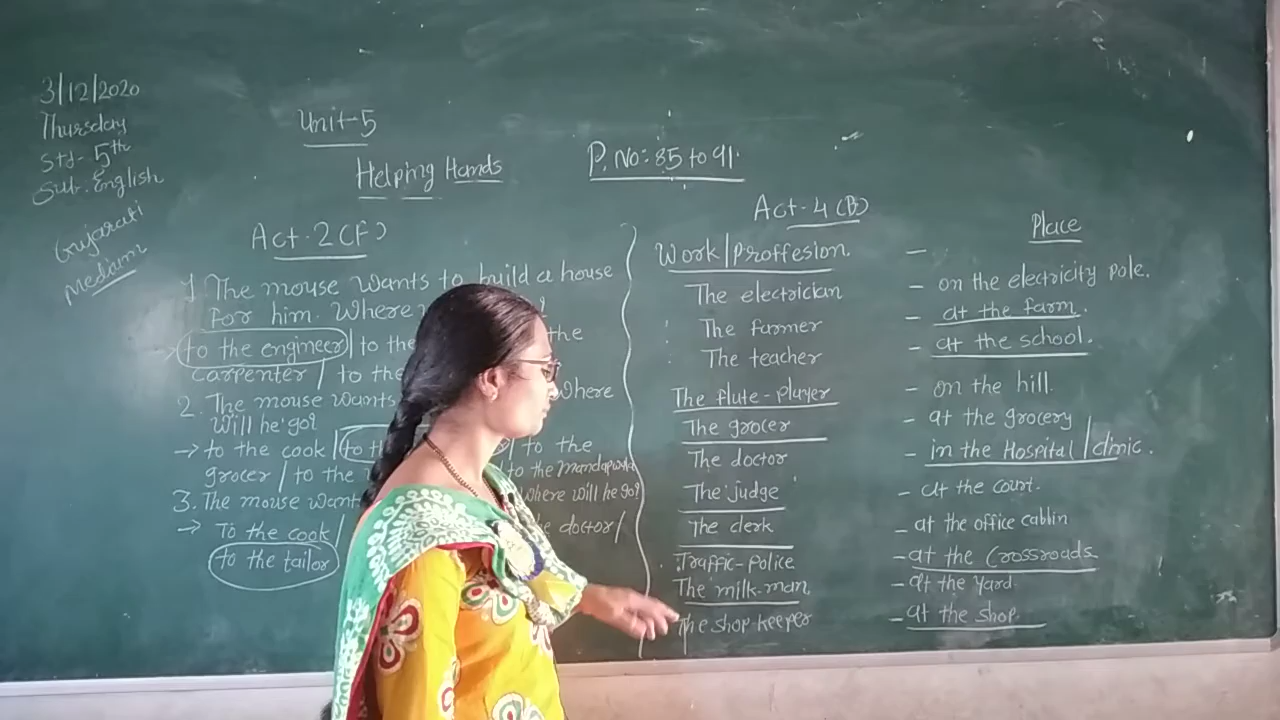 3/12/2020
Thursday
Std- 5th
Sub. English
Gujarati
Mediam
Unit-5
Helping Hands
P. No: 85 to 91.
Act-2(F)
1. The mouse wants to build a house
for him. Where
to the engineer / to the the
carpenter / to the
2. The mouse wants where
will he go?
→ to the cook / to the / to the
grocer / to the to the mandapwala
3. The mouse want where will he go?
→ To the cook / the doctor /
to the tailor
Act-4(B)
Work/Proffesion - Place
The electrician - on the electricity pole.
The farmer - at the farm.
The teacher - at the school.
The flute-player - on the hill.
The grocer - at the grocery
The doctor - in the Hospital / clinic.
The judge - at the court.
The clerk - at the office cabbin
Traffic-police - at the Crossroads
The milk-man - at the yard.
The shop-keeper - at the shop.